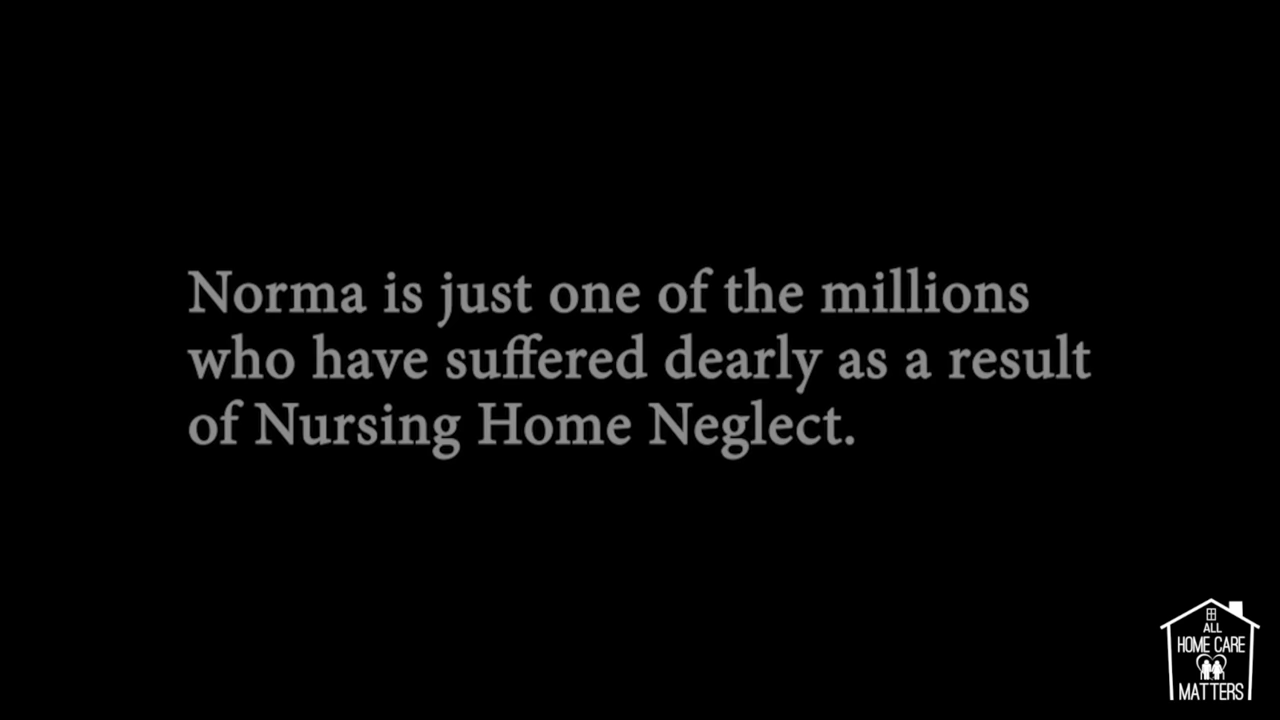 Norma is just one of the millions
who have suffered dearly as a result
of Nursing Home Neglect.
ALL
HOME CARE
MATTERS